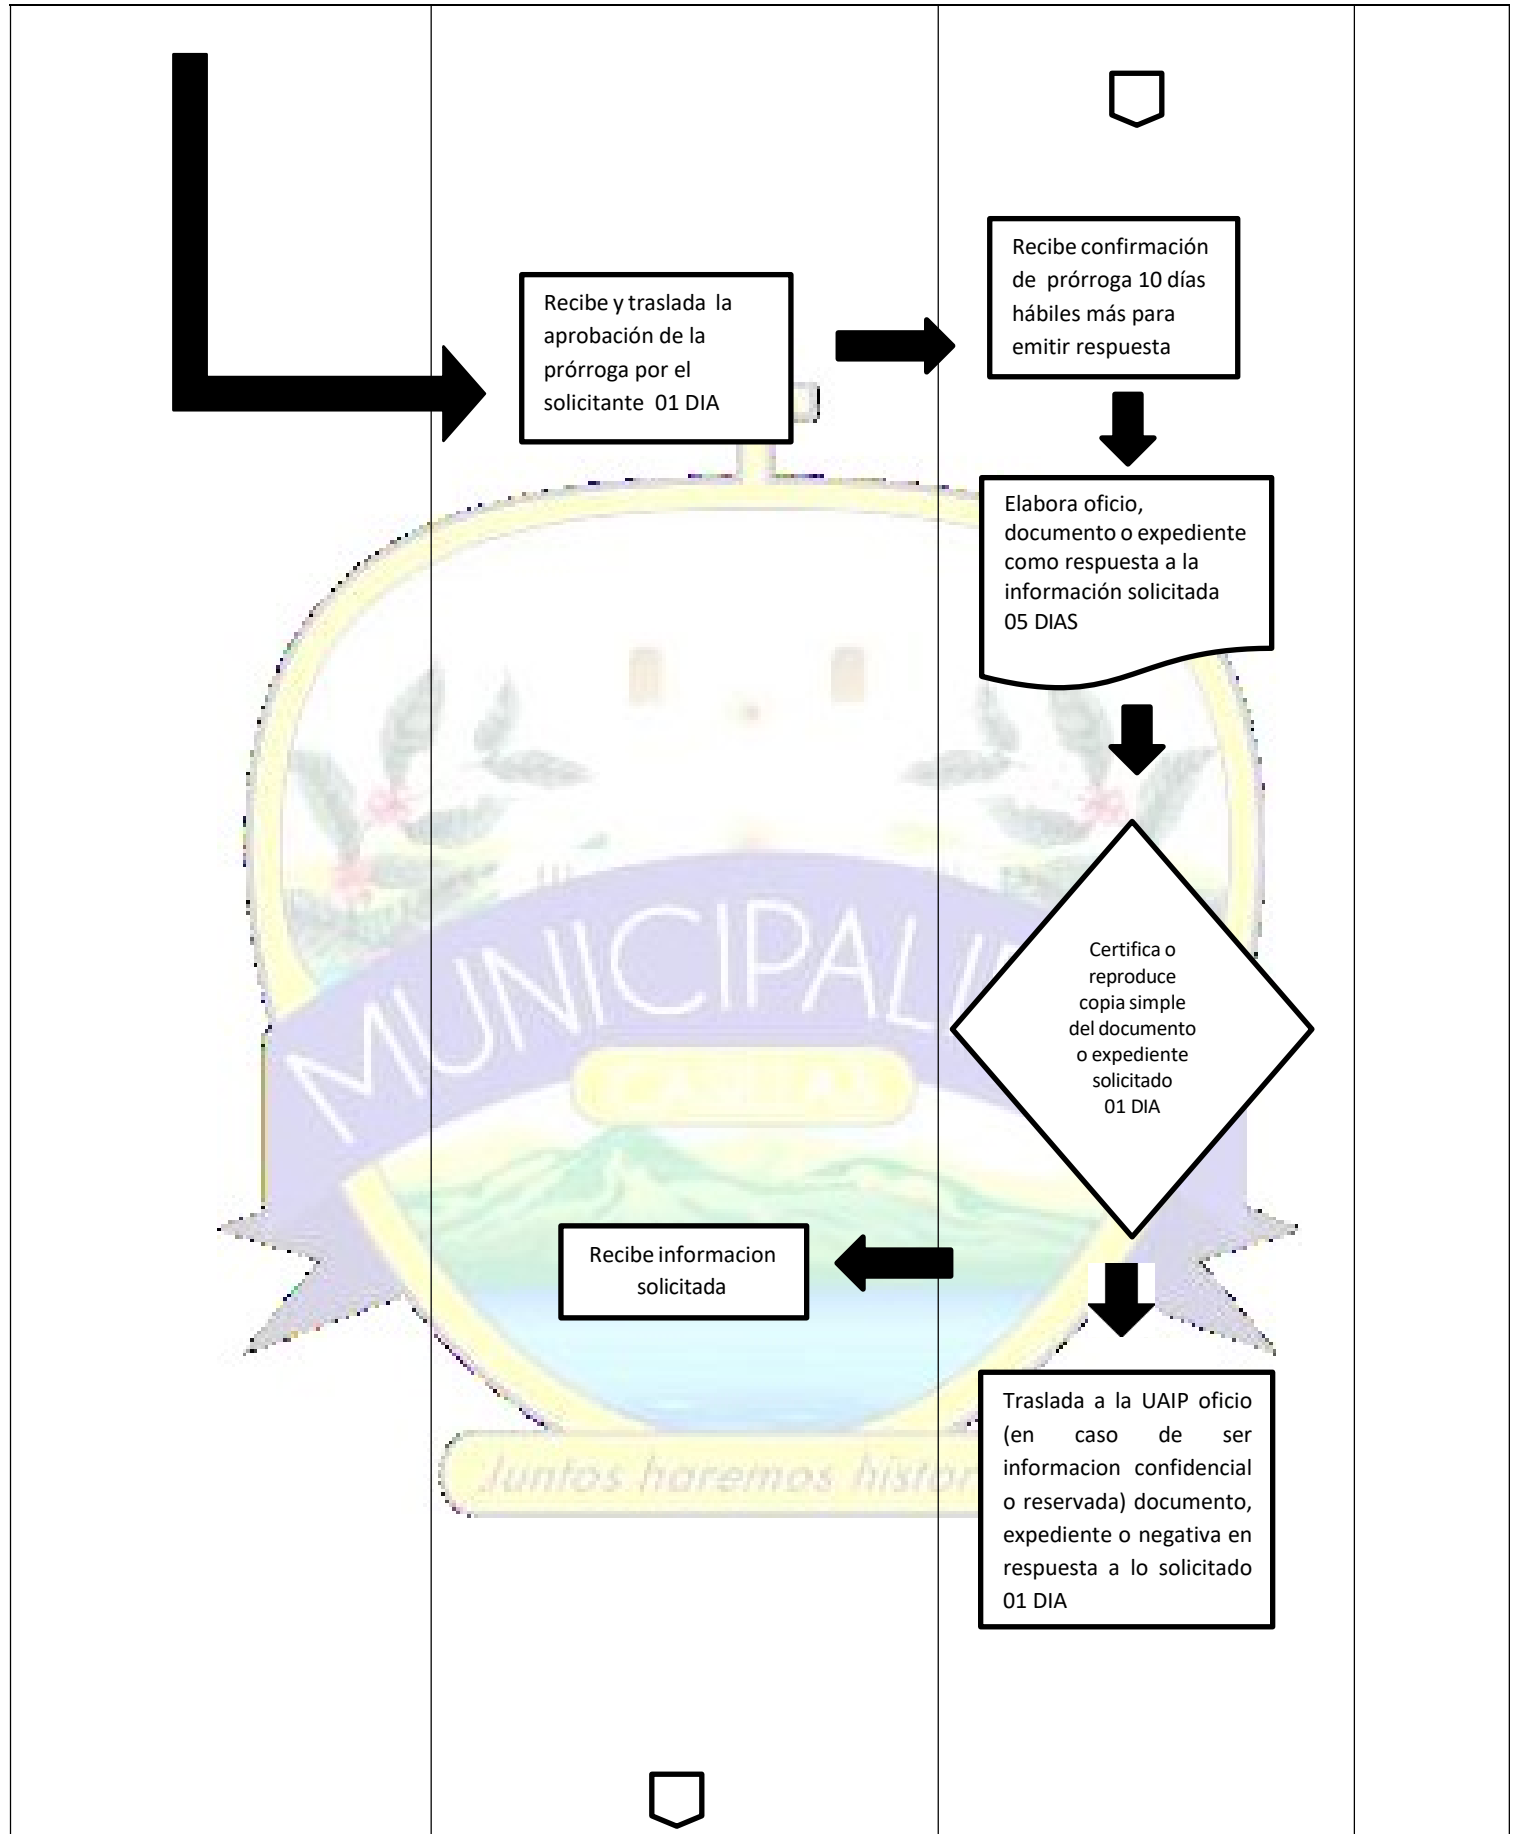 Recibe y traslada la
aprobación de la
prórroga por el
solicitante 01 DIA
Recibe confirmación
de prórroga 10 días
hábiles más para
emitir respuesta
Elabora oficio,
documento o expediente
como respuesta a la
información solicitada
05 DIAS
MUNICIPALI
CASILLAS
Certifica o
reproduce
copia simple
del documento
o expediente
solicitado
01 DIA
Recibe informacion
solicitada
Traslada a la UAIP oficio
(en caso de ser
informacion confidencial
o reservada) documento,
expediente o negativa en
respuesta a lo solicitado
01 DIA
Juntos haremos histor